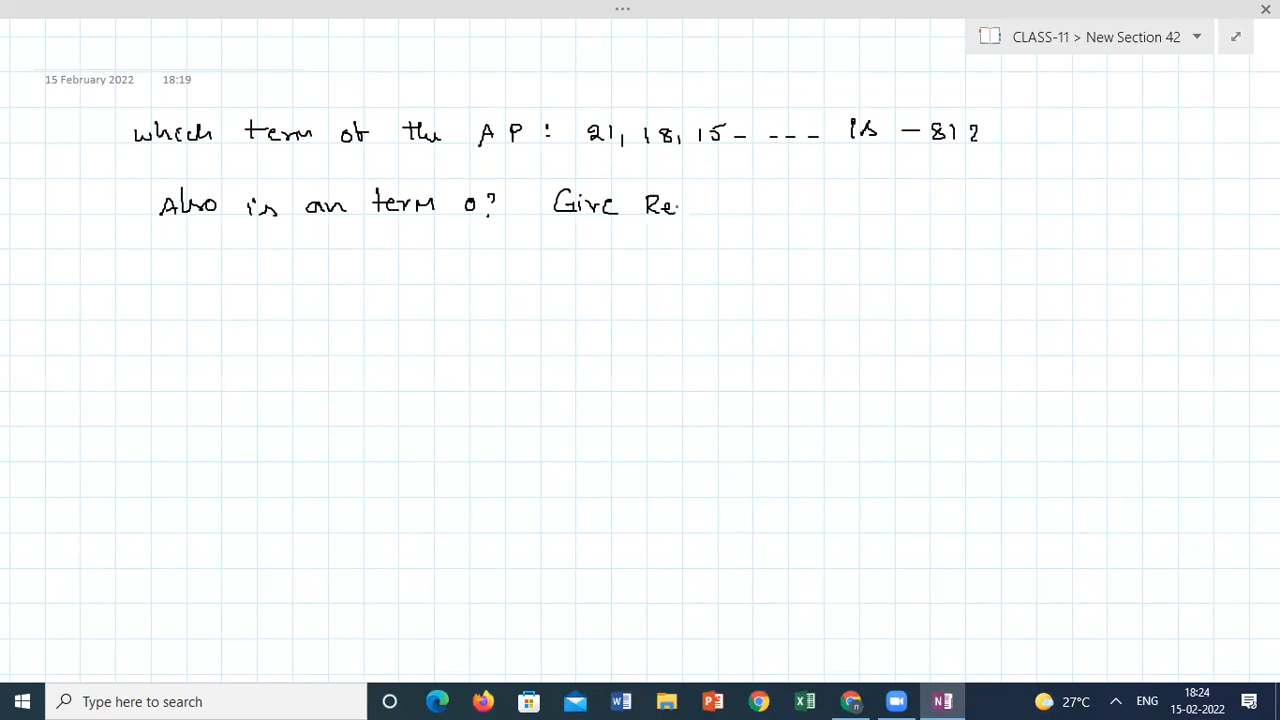 CLASS-11 > New Section 42
15 February 2022 18:19
which term of the AP : 21, 18, 15- --- is - 81?
Also is an term 0? Give Re
Type here to search
27°C ENG 18:24
15-02-2022